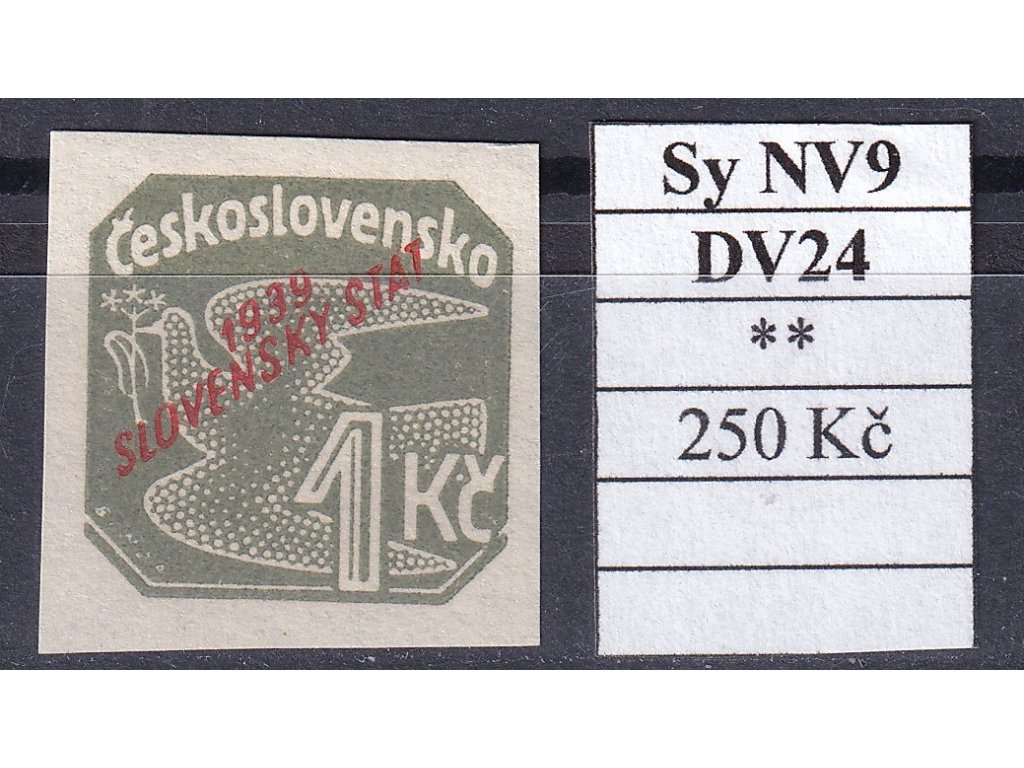 Československo
1939
SLOVENSKÝ ŠTÁT
1 Kč
Sy NV9
DV24
**
250 Kč